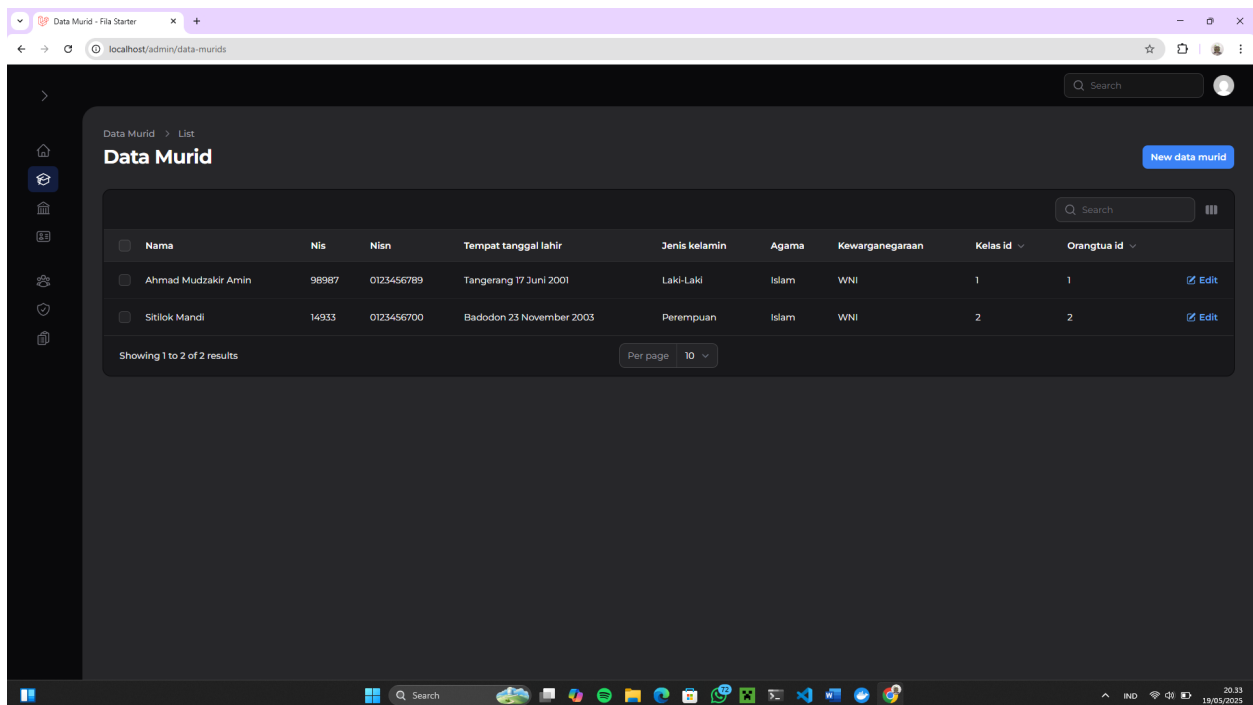 Data Murid - Fila Starter
localhost/admin/data-murids
Search
Data Murid > List
Data Murid
New data murid
Search
Nama Nis Nisn Tempat tanggal lahir Jenis kelamin Agama Kewarganegaraan Kelas id Orangtua id
Ahmad Mudzakir Amin 98987 0123456789 Tangerang 17 Juni 2001 Laki-Laki Islam WNI 1 1 Edit
Sitilok Mandi 14933 0123456700 Badodon 23 November 2003 Perempuan Islam WNI 2 2 Edit
Showing 1 to 2 of 2 results
Per page 10
Search
72
IND
20.33
19/05/2025